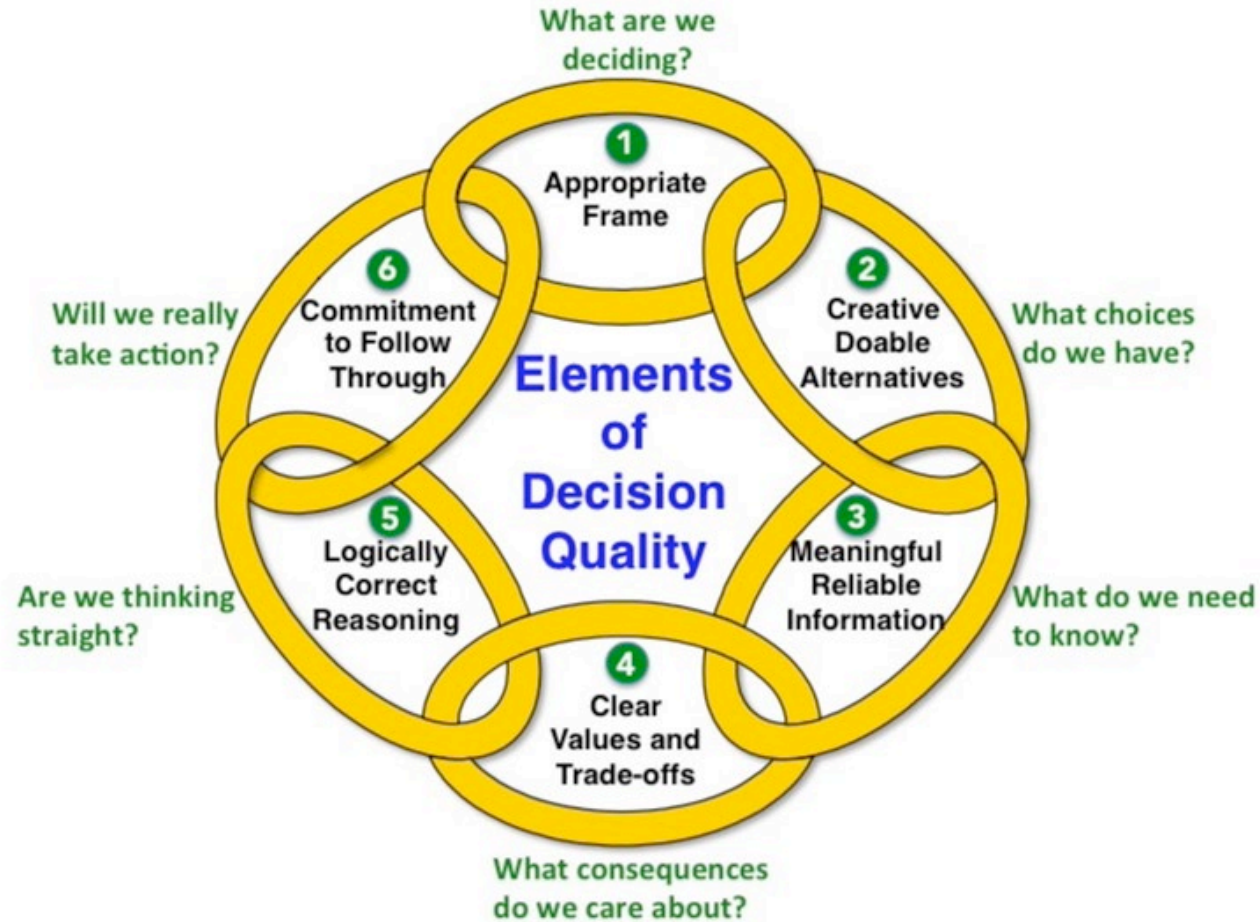 What are we
deciding?
1
Appropriate
Frame
2
Creative
Doable
Alternatives
What choices
do we have?
3
Meaningful
Reliable
Information
What do we need
to know?
4
Clear
Values and
Trade-offs
What consequences
do we care about?
5
Logically
Correct
Reasoning
Are we thinking
straight?
6
Commitment
to Follow
Through
Will we really
take action?
Elements
of
Decision
Quality